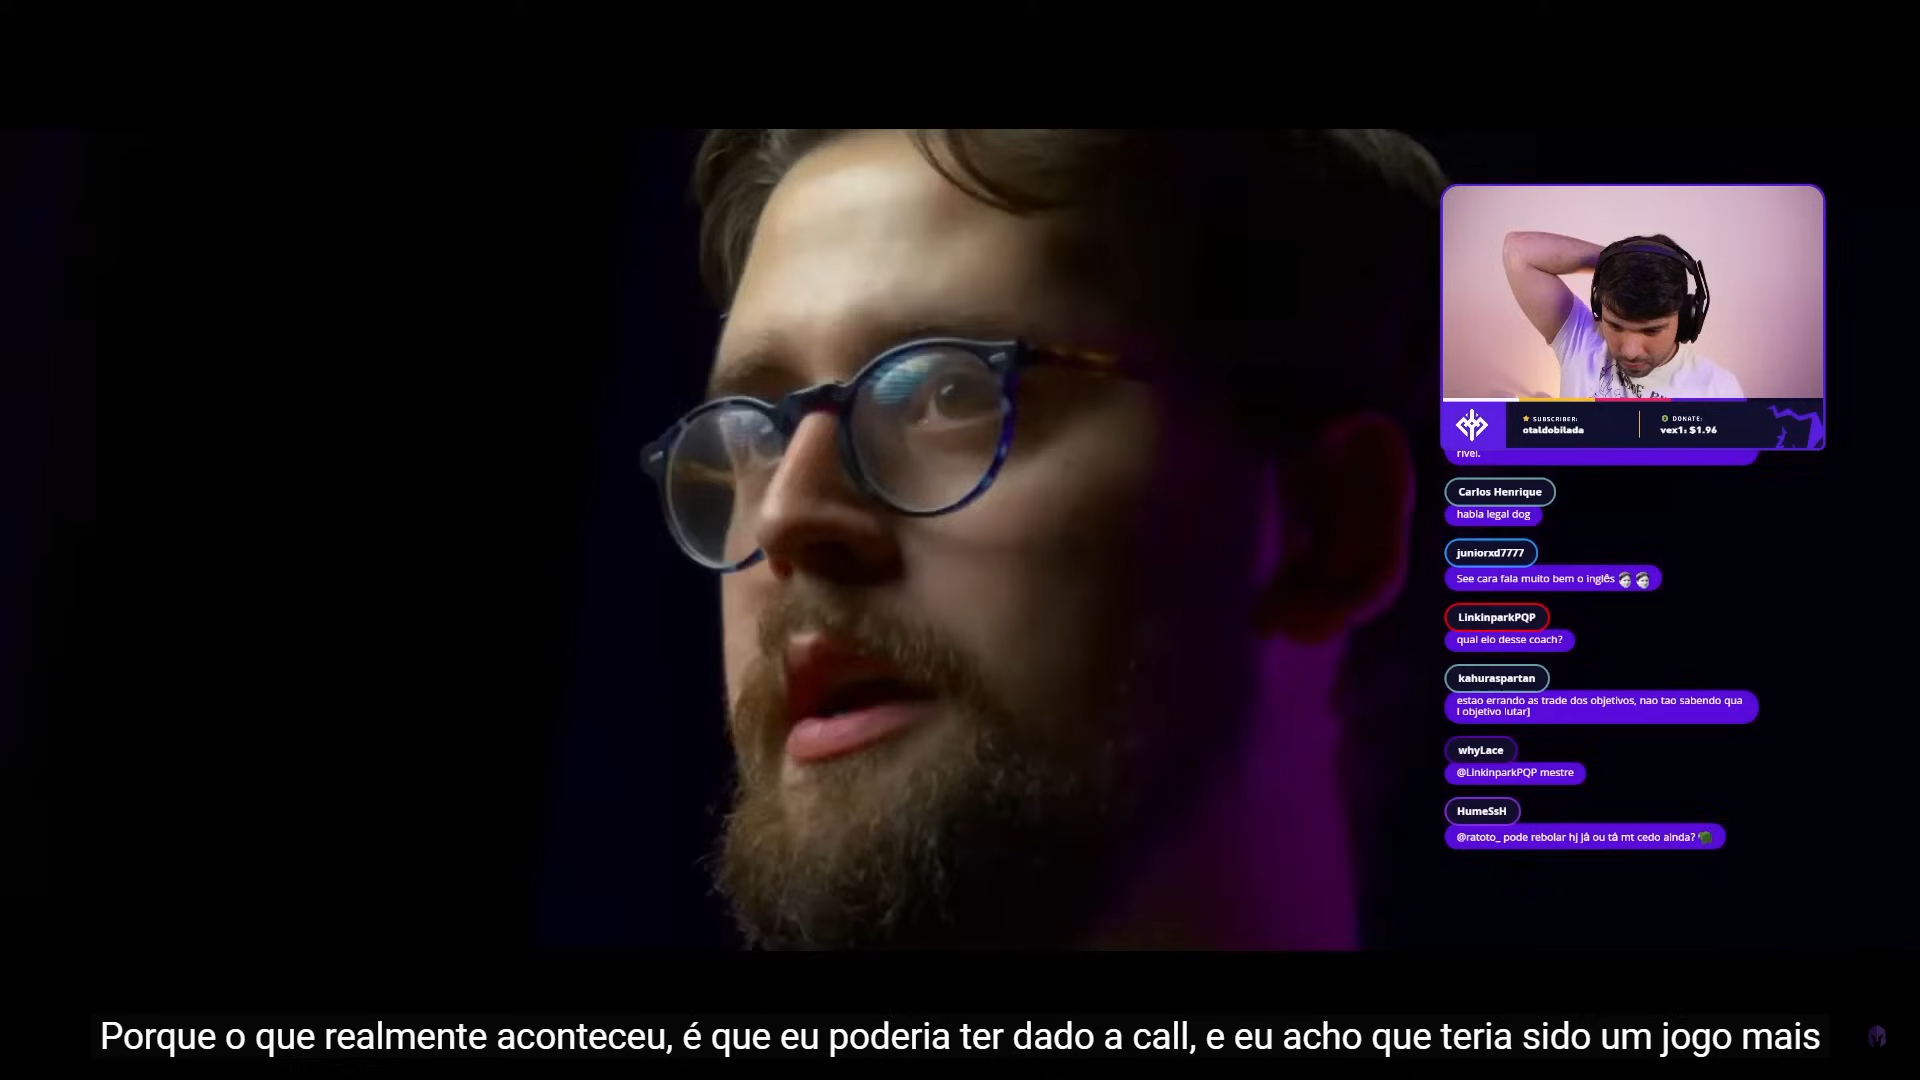 SUBSCRIBER:
otaldobilada
DONATE:
vex1: $1.96
rível.
Carlos Henrique
habla legal dog
juniorxd7777
See cara fala muito bem o inglês
LinkinparkPQP
qual elo desse coach?
kahuraspartan
estao errando as trade dos objetivos, nao tao sabendo qua
l objetivo lutar]
whyLace
@LinkinparkPQP mestre
HumeSsH
@ratoto_ pode rebolar hj já ou tá mt cedo ainda?
Porque o que realmente aconteceu, é que eu poderia ter dado a call, e eu acho que teria sido um jogo mais